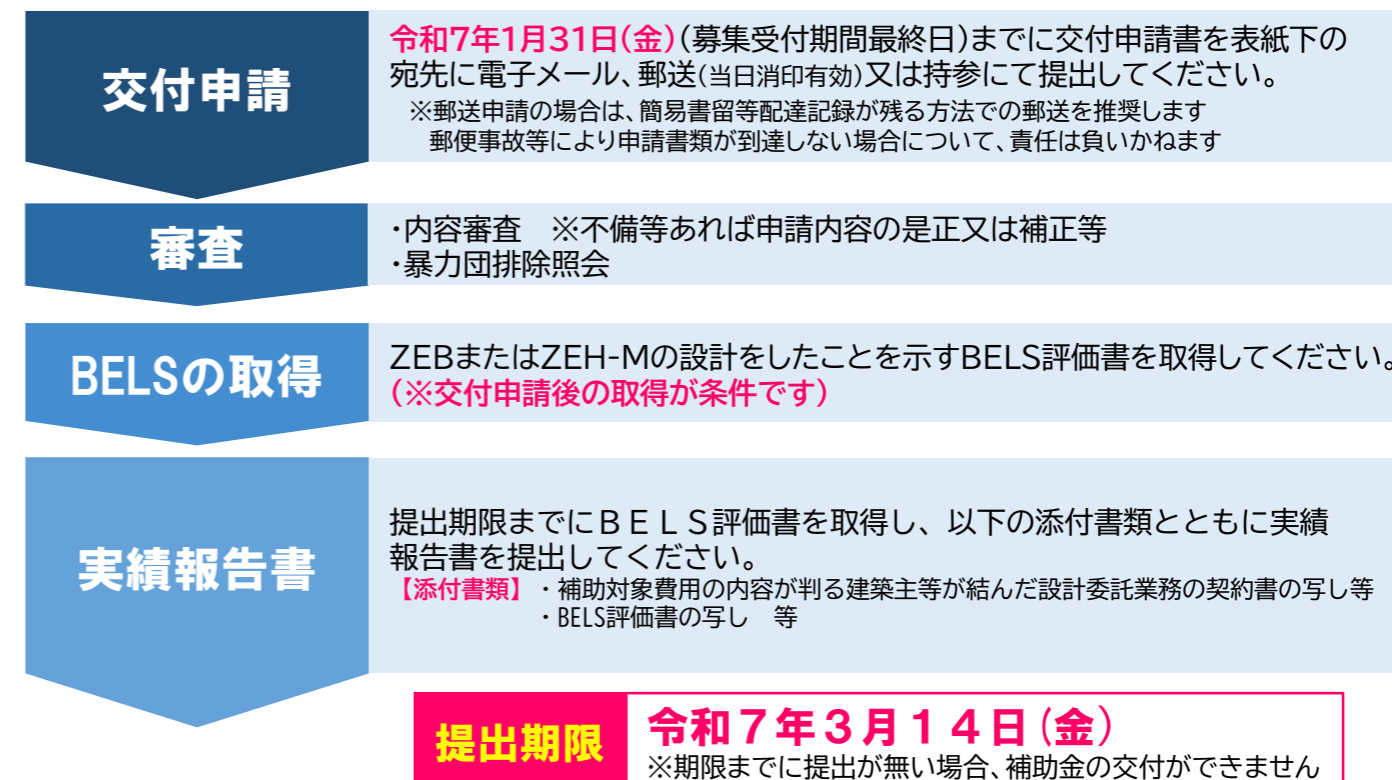 交付申請
令和7年1月31日(金)(募集受付期間最終日)までに交付申請書を表紙下の
宛先に電子メール、郵送(当日消印有効)又は持参にて提出してください。
※郵送申請の場合は、簡易書留等配達記録が残る方法での郵送を推奨します
郵便事故等により申請書類が到達しない場合について、責任は負いかねます
審査
・内容審査　※不備等あれば申請内容の是正又は補正等
・暴力団排除照会
BELSの取得
ZEBまたはZEH-Mの設計をしたことを示すBELS評価書を取得してください。
(※交付申請後の取得が条件です)
実績報告書
提出期限までにＢＥＬＳ評価書を取得し、以下の添付書類とともに実績
報告書を提出してください。
【添付書類】・補助対象費用の内容が判る建築主等が結んだ設計委託業務の契約書の写し等
・BELS評価書の写し　等
提出期限
令和７年３月１４日(金)
※期限までに提出が無い場合、補助金の交付ができません